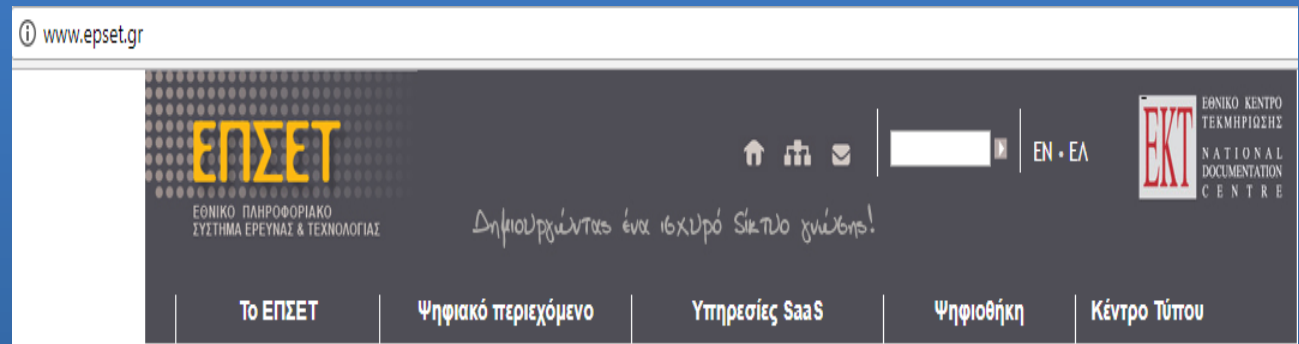 www.epset.gr
ΕΠΣΕΤ
ΕΘΝΙΚΟ ΠΛΗΡΟΦΟΡΙΑΚΟ
ΣΥΣΤΗΜΑ ΕΡΕΥΝΑΣ & ΤΕΧΝΟΛΟΓΙΑΣ
EN • ΕΛ
ΕΚΤ
ΕΘΝΙΚΟ ΚΕΝΤΡΟ
ΤΕΚΜΗΡΙΩΣΗΣ
NATIONAL
DOCUMENTATION
CENTRE
Δημιουργώντας ένα ισχυρό δίκτυο γνώσης!
Το ΕΠΣΕΤ
Ψηφιακό περιεχόμενο
Υπηρεσίες SaaS
Ψηφιοθήκη
Κέντρο Τύπου